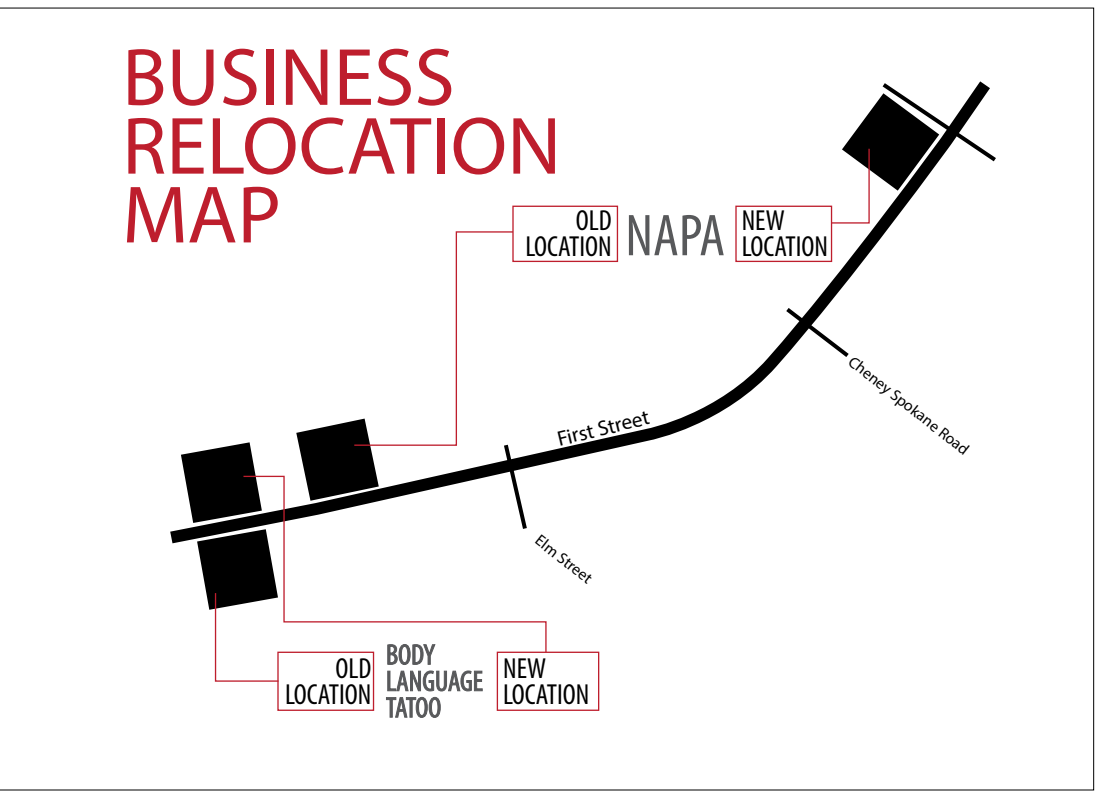 BUSINESS
RELOCATION
MAP
OLD
LOCATION
NAPA
NEW
LOCATION
Cheney Spokane Road
First Street
Elm Street
OLD
LOCATION
BODY
LANGUAGE
TATOO
NEW
LOCATION